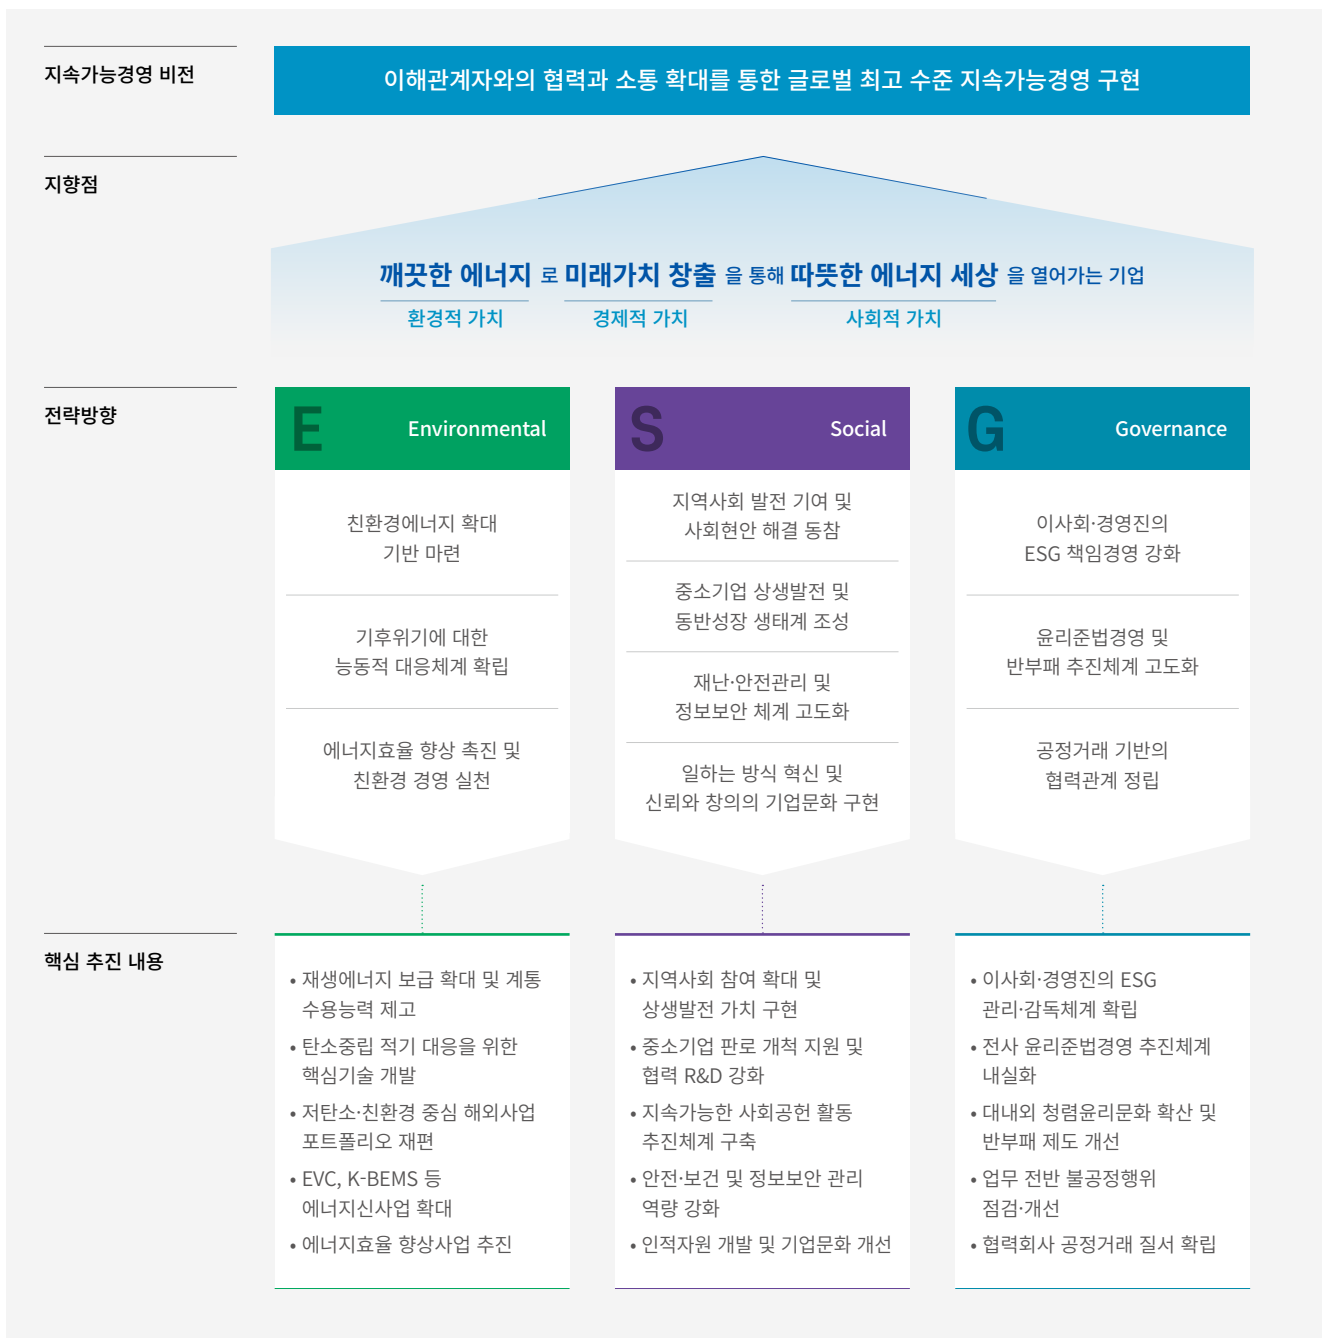 지속가능경영 비전
이해관계자와의 협력과 소통 확대를 통한 글로벌 최고 수준 지속가능경영 구현
지향점
깨끗한 에너지 로 미래가치 창출 을 통해 따뜻한 에너지 세상 을 열어가는 기업
환경적 가치 경제적 가치 사회적 가치
전략방향
E Environmental
친환경에너지 확대
기반 마련
기후위기에 대한
능동적 대응체계 확립
에너지효율 향상 촉진 및
친환경 경영 실천
S Social
지역사회 발전 기여 및
사회현안 해결 동참
중소기업 상생발전 및
동반성장 생태계 조성
재난·안전관리 및
정보보안 체계 고도화
일하는 방식 혁신 및
신뢰와 창의의 기업문화 구현
G Governance
이사회·경영진의
ESG 책임경영 강화
윤리준법경영 및
반부패 추진체계 고도화
공정거래 기반의
협력관계 정립
핵심 추진 내용
• 재생에너지 보급 확대 및 계통
수용능력 제고
• 탄소중립 적기 대응을 위한
핵심기술 개발
• 저탄소·친환경 중심 해외사업
포트폴리오 재편
• EVC, K-BEMS 등
에너지신사업 확대
• 에너지효율 향상사업 추진
• 지역사회 참여 확대 및
상생발전 가치 구현
• 중소기업 판로 개척 지원 및
협력 R&D 강화
• 지속가능한 사회공헌 활동
추진체계 구축
• 안전·보건 및 정보보안 관리
역량 강화
• 인적자원 개발 및 기업문화 개선
• 이사회·경영진의 ESG
관리·감독체계 확립
• 전사 윤리준법경영 추진체계
내실화
• 대내외 청렴윤리문화 확산 및
반부패 제도 개선
• 업무 전반 불공정행위
점검·개선
• 협력회사 공정거래 질서 확립